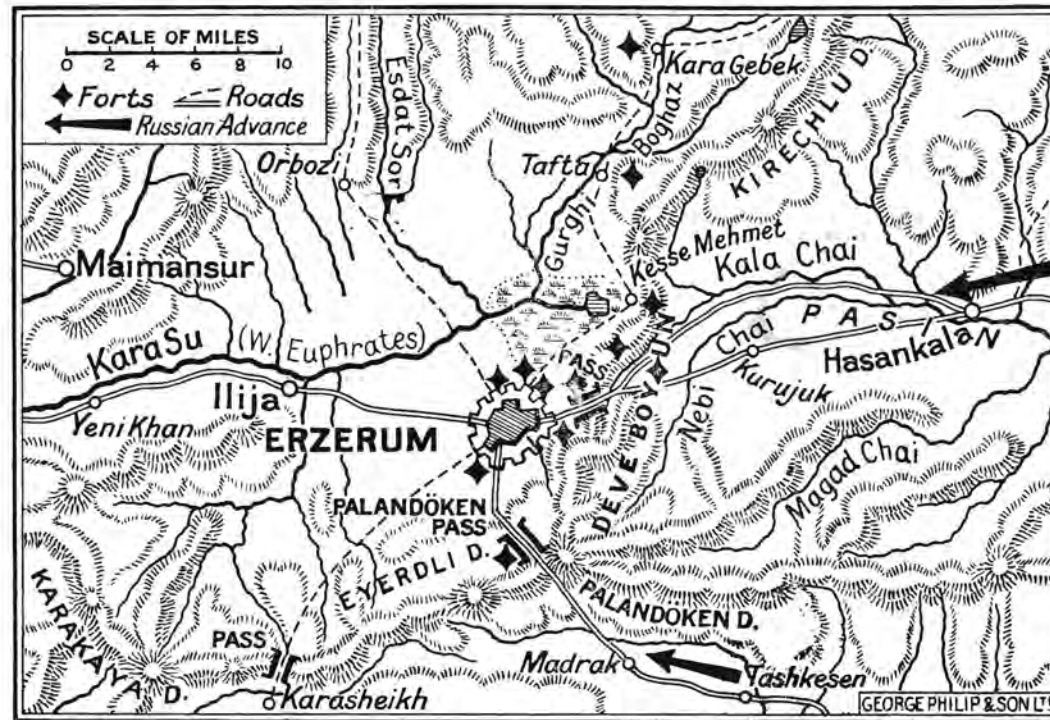 SCALE OF MILES
0 2 4 6 8 10
Forts Roads
Russian Advance
Esdat Sor
Kara Gebek
Orbozi
Tafta
Boghaz
Gurghi
KIRECHLU D.
Maimansur
Kesse Mehmet
Kala Chai
Kara Su (W. Euphrates)
PASIN
Chai
Nebi
Hasankala
PASS
Kurujuk
Ilija
Yeni Khan
ERZERUM
DEVE BOYUN
Magad Chai
PALANDÖKEN
PASS
EYERDLI D.
KARAKAYA D.
PASS
PALANDOKEN D.
Madrak
Tashkesen
Karasheikh
GEORGE PHILIP & SON LTD